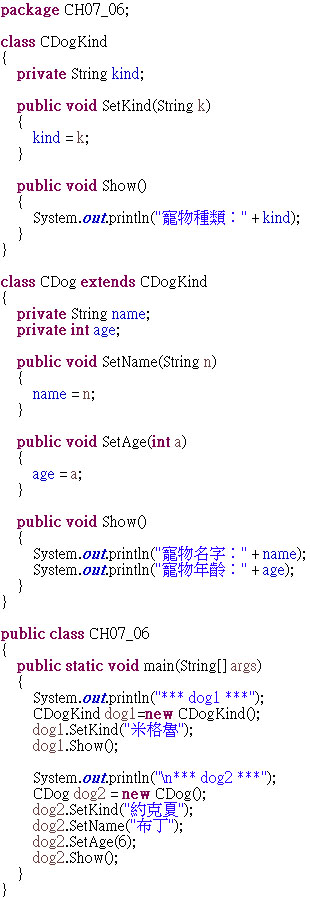 package CH07_06;

class CDogKind
{
    private String kind;

    public void SetKind(String k)
    {
        kind = k;
    }

    public void Show()
    {
        System.out.println("寵物種類：" + kind);
    }
}

class CDog extends CDogKind
{
    private String name;
    private int age;

    public void SetName(String n)
    {
        name = n;
    }

    public void SetAge(int a)
    {
        age = a;
    }

    public void Show()
    {
        System.out.println("寵物名字：" + name);
        System.out.println("寵物年齡：" + age);
    }
}

public class CH07_06
{
    public static void main(String[] args)
    {
        System.out.println("*** dog1 ***");
        CDogKind dog1=new CDogKind();
        dog1.SetKind("米格魯");
        dog1.Show();

        System.out.println("\n*** dog2 ***");
        CDog dog2 = new CDog();
        dog2.SetKind("約克夏");
        dog2.SetName("布丁");
        dog2.SetAge(6);
        dog2.Show();
    }
}